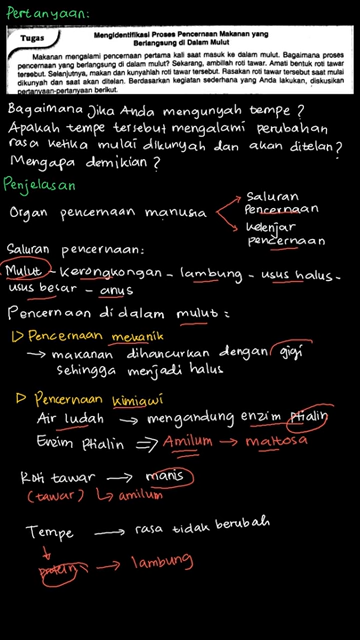 Pertanyaan:
Tugas
Mengidentifikasi Proses Pencernaan Makanan yang
Berlangsung di Dalam Mulut
Makanan mengalami pencernaan pertama kali saat masuk ke dalam mulut. Bagaimana proses
pencernaan yang berlangsung di dalam mulut? Sekarang, ambillah roti tawar. Amati bentuk roti tawar
tersebut. Selanjutnya, makan dan kunyahlah roti tawar tersebut. Rasakan roti tawar tersebut saat mulai
dikunyah dan saat akan ditelan. Berdasarkan kegiatan sederhana yang Anda lakukan, diskusikan
pertanyaan-pertanyaan berikut.
Bagaimana jika Anda mengunyah tempe?
Apakah tempe tersebut mengalami perubahan
rasa ketika mulai dikunyah dan akan ditelan?
Mengapa demikian?
Penjelasan
Organ pencernaan manusia
Saluran
Pencernaan
Kelenjar
pencernaan
Saluran pencernaan:
Mulut - Kerongkongan - lambung - usus halus -
usus besar - anus
Pencernaan di dalam mulut:
Pencernaan mekanik
→ makanan dihancurkan dengan gigi
sehingga menjadi halus
Pencernaan kimiawi
Air ludah → mengandung enzim ptialin
Enzim Ptialin ⇒ Amilum → maltosa
Roti tawar → manis
(tawar) ↳ amilum
Tempe → rasa tidak berubah
↓
protein → lambung